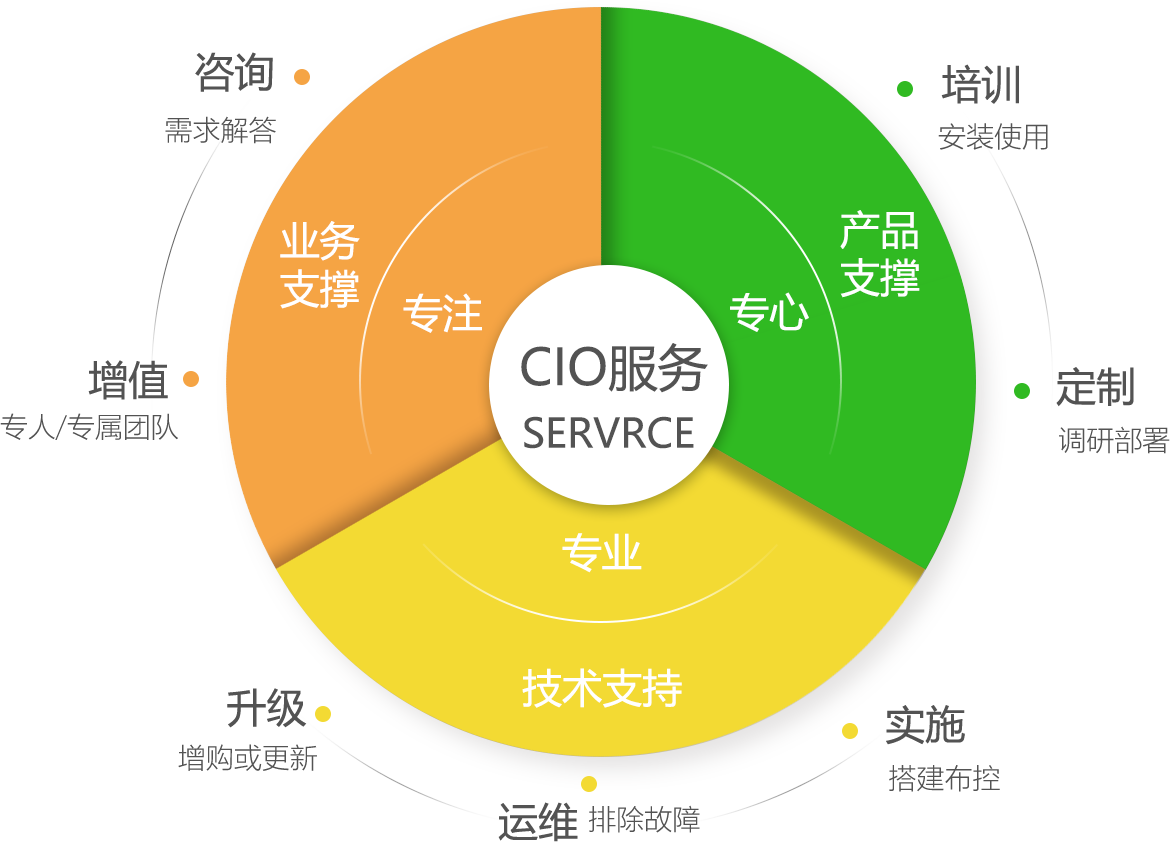 咨询
需求解答
增值
专人/专属团队
业务
支撑
专注
CIO服务
SERVRCE
专心
产品
支撑
培训
安装使用
定制
调研部署
专业
技术支持
升级
增购或更新
运维 排除故障
实施
搭建布控